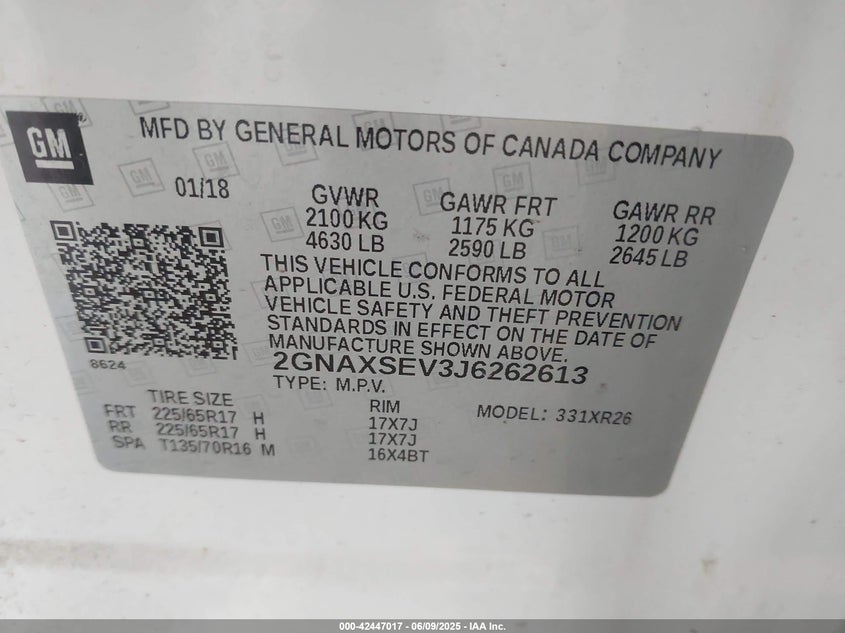 GM
MFD BY GENERAL MOTORS OF CANADA COMPANY
01/18
GVWR
2100 KG
4630 LB
GAWR FRT
1175 KG
2590 LB
GAWR RR
1200 KG
2645 LB
THIS VEHICLE CONFORMS TO ALL
APPLICABLE U.S. FEDERAL MOTOR
VEHICLE SAFETY AND THEFT PREVENTION
STANDARDS IN EFFECT ON THE DATE OF
MANUFACTURE SHOWN ABOVE.
8624
2GNAXSEV3J6262613
TYPE: M.P.V.
MODEL: 331XR26
TIRE SIZE
RIM
FRT 225/65R17 H 17X7J
RR 225/65R17 H 17X7J
SPA T135/70R16 M 16X4BT
000-42447017 - 06/09/2025 - IAA Inc.